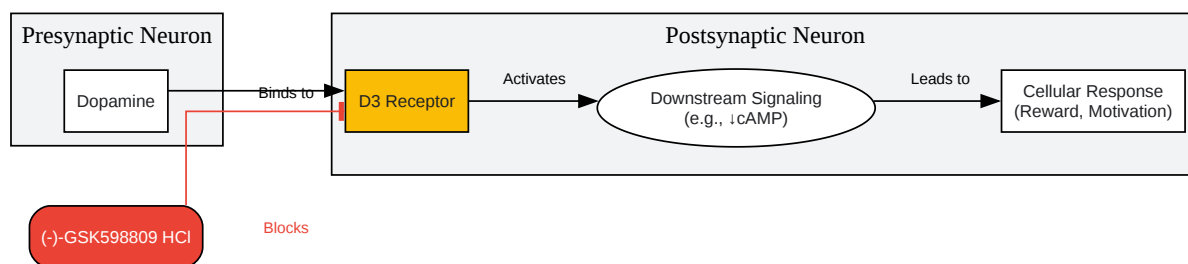 Presynaptic Neuron
Postsynaptic Neuron
Dopamine
Binds to
D3 Receptor
Activates
Downstream Signaling
(e.g., ↓cAMP)
Leads to
Cellular Response
(Reward, Motivation)
(-)-GSK598809 HCl
Blocks